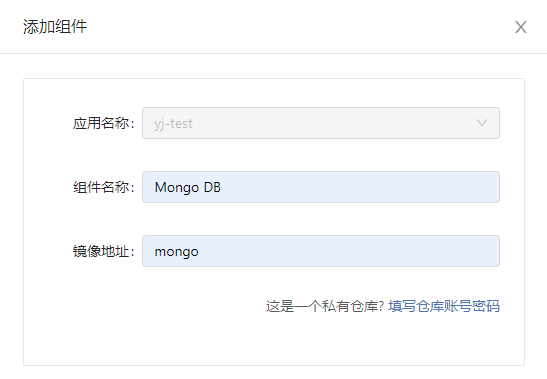 添加组件
应用名称： yj-test
组件名称： Mongo DB
镜像地址： mongo
这是一个私有仓库? 填写仓库账号密码